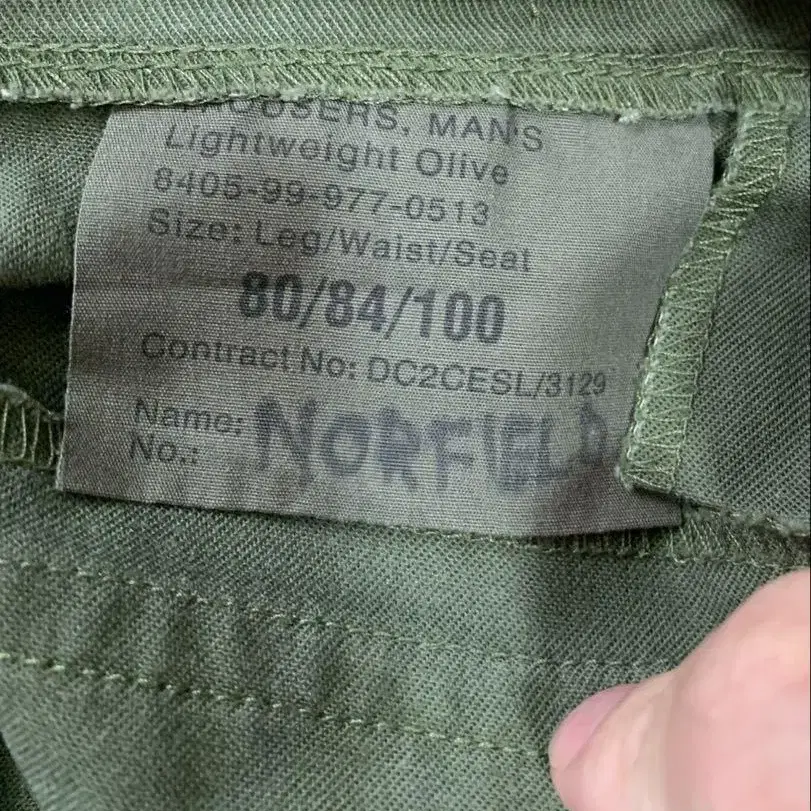 TROUSERS, MAN'S
Lightweight Olive
8405-99-977-0513
Size: Leg/Waist/Seat
80/84/100
Contract No: DC2CESL/3129
Name: NORFIELD
No.: